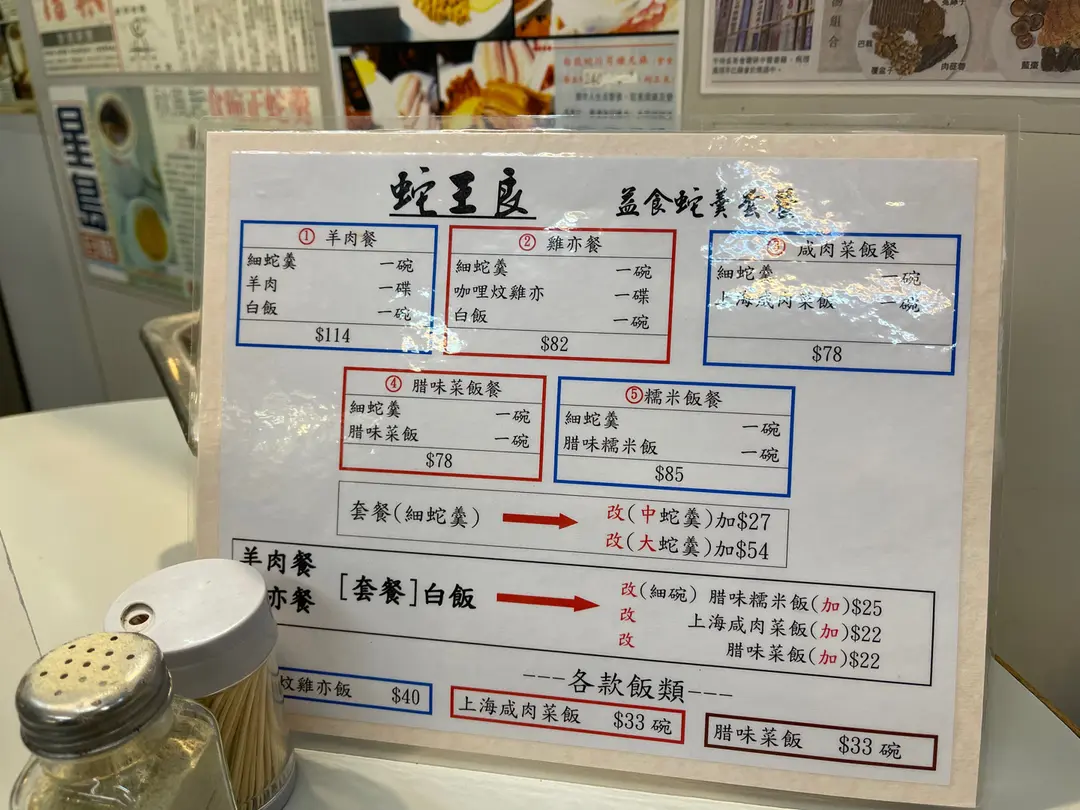 星島
蛇王良 益食蛇羹套餐
① 羊肉餐
細蛇羹 一碗
羊肉 一碟
白飯 一碗
$114
② 雞亦餐
細蛇羹 一碗
咖哩炆雞亦 一碟
白飯 一碗
$82
③ 咸肉菜飯餐
細蛇羹 一碗
上海咸肉菜飯 一碗
$78
④ 腊味菜飯餐
細蛇羹 一碗
腊味菜飯 一碗
$78
⑤糯米飯餐
細蛇羹 一碗
腊味糯米飯 一碗
$85
套餐(細蛇羹) 改(中蛇羹)加$27
改(大蛇羹)加$54
羊肉餐
亦餐
[套餐]白飯
改(細碗) 腊味糯米飯(加)$25
改 上海咸肉菜飯(加)$22
改 腊味菜飯(加)$22
---各款飯類---
炆雞亦飯 $40
上海咸肉菜飯 $33 碗
腊味菜飯 $33 碗